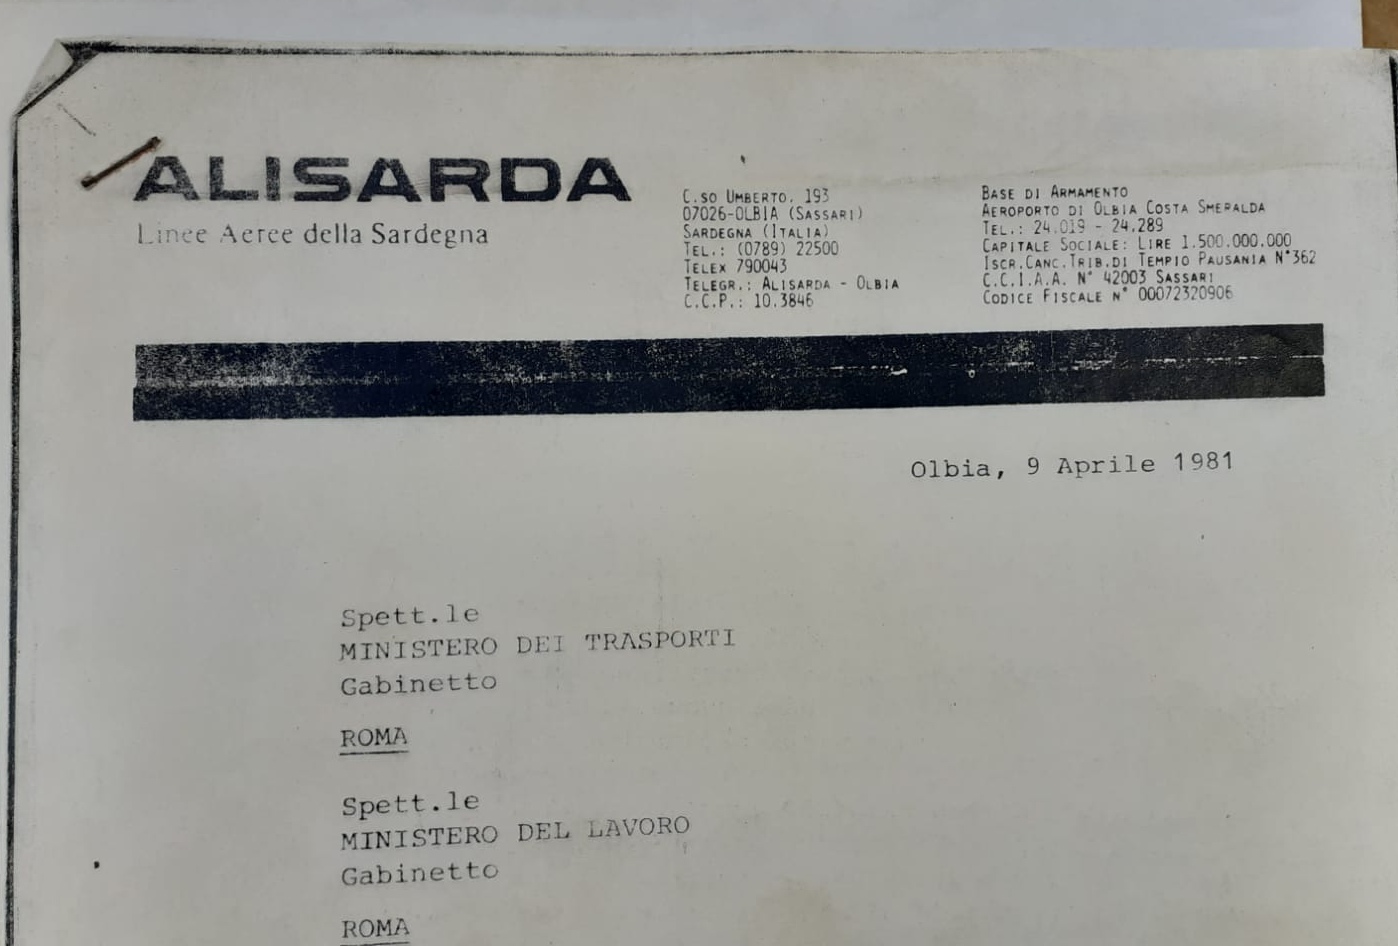 ALISARDA
Linee Aeree della Sardegna
C.SO UMBERTO, 193
07026-OLBIA (SASSARI)
SARDEGNA (ITALIA)
TEL.: (0789) 22500
TELEX 790043
TELEGR.: ALISARDA - OLBIA
C.C.P.: 10.3846
BASE DI ARMAMENTO
AEROPORTO DI OLBIA COSTA SMERALDA
TEL.: 24.019 - 24.289
CAPITALE SOCIALE: LIRE 1.500.000.000
ISCR.CANC.TRIB.DI TEMPIO PAUSANIA N°362
C.C.I.A.A. N° 42003 SASSARI
CODICE FISCALE N° 00072320906
Olbia, 9 Aprile 1981
Spett.le
MINISTERO DEI TRASPORTI
Gabinetto
ROMA
Spett.le
MINISTERO DEL LAVORO
Gabinetto
ROMA